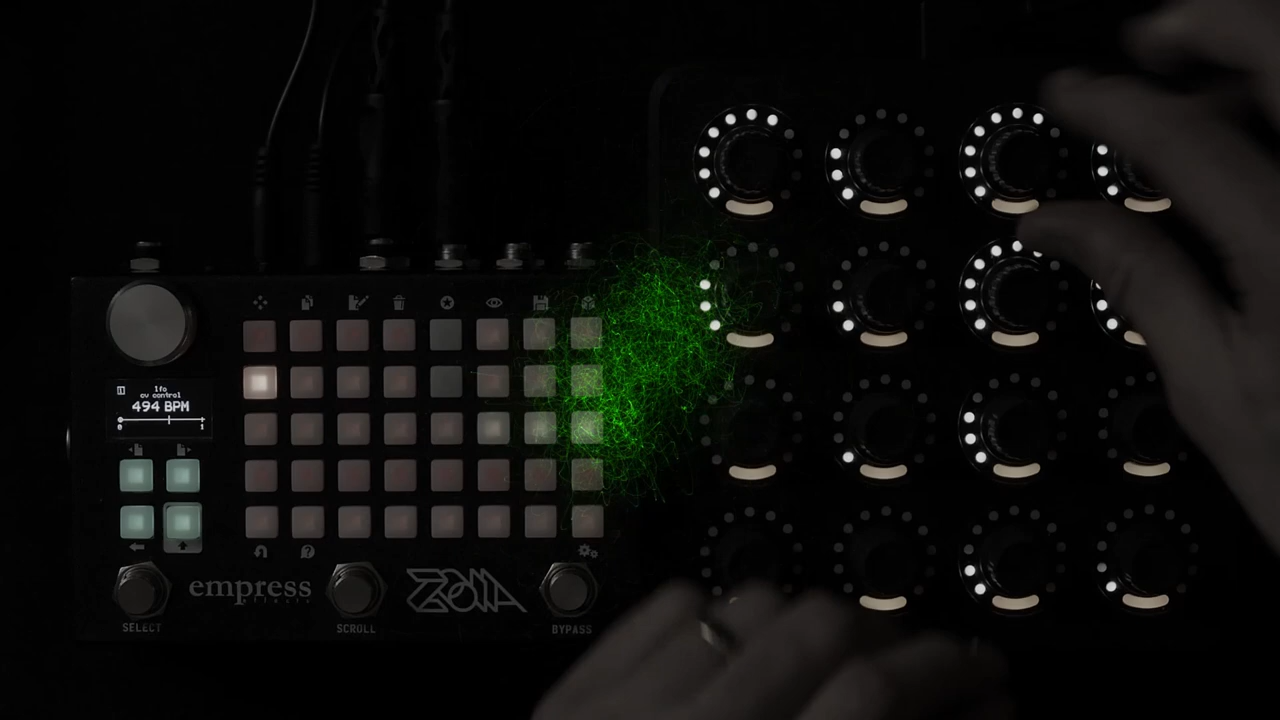 lfo
cv control
494 BPM
0 1
empress
effects
ZOIA
SELECT
SCROLL
BYPASS